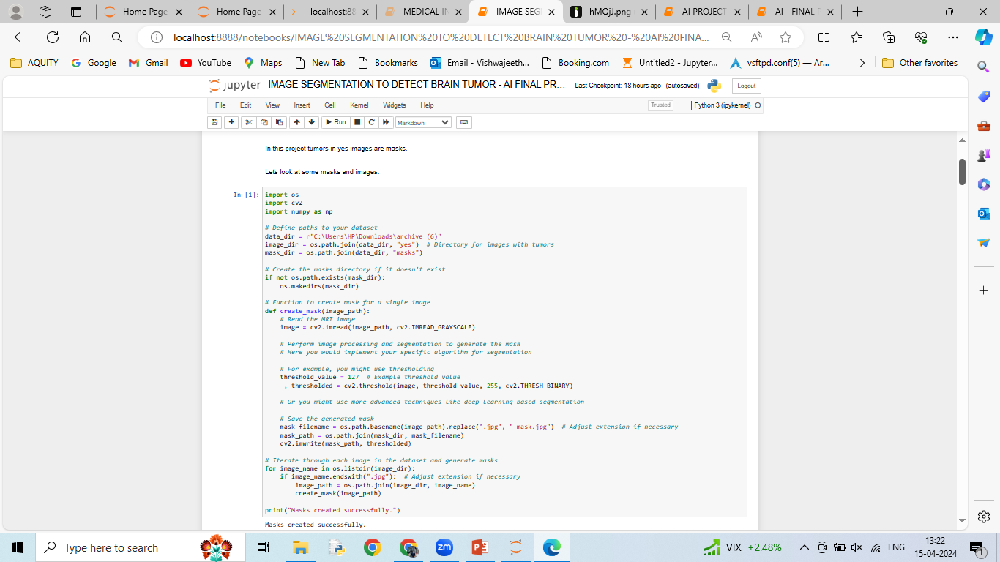 Home Page
Home Page
localhost:88
MEDICAL IN
IMAGE SEG
hMQjJ.png
AI PROJECT
AI - FINAL P
localhost:8888/notebooks/IMAGE%20SEGMENTATION%20TO%20DETECT%20BRAIN%20TUMOR%20-%20AI%20FINA...
AQUITY
Google
Gmail
YouTube
Maps
New Tab
Bookmarks
Email - Vishwajeeth...
Booking.com
Untitled2 - Jupyter...
vsftpd.conf(5) — Ar...
Other favorites
jupyter IMAGE SEGMENTATION TO DETECT BRAIN TUMOR - AI FINAL PR... Last Checkpoint: 18 hours ago (autosaved)
Logout
File Edit View Insert Cell Kernel Widgets Help
Trusted
Python 3 (ipykernel)
Run
Markdown
In this project tumors in yes images are masks.
Lets look at some masks and images:
In [1]:
import os
import cv2
import numpy as np
# Define paths to your dataset
data_dir = r"C:\Users\HP\Downloads\archive (6)"
image_dir = os.path.join(data_dir, "yes")  # Directory for images with tumors
mask_dir = os.path.join(data_dir, "masks")
# Create the masks directory if it doesn't exist
if not os.path.exists(mask_dir):
    os.makedirs(mask_dir)
# Function to create mask for a single image
def create_mask(image_path):
    # Read the MRI image
    image = cv2.imread(image_path, cv2.IMREAD_GRAYSCALE)
    # Perform image processing and segmentation to generate the mask
    # Here you would implement your specific algorithm for segmentation
    # For example, you might use thresholding
    threshold_value = 127  # Example threshold value
    _, thresholded = cv2.threshold(image, threshold_value, 255, cv2.THRESH_BINARY)
    # Or you might use more advanced techniques like deep learning-based segmentation
    # Save the generated mask
    mask_filename = os.path.basename(image_path).replace(".jpg", "_mask.jpg")  # Adjust extension if necessary
    mask_path = os.path.join(mask_dir, mask_filename)
    cv2.imwrite(mask_path, thresholded)
# Iterate through each image in the dataset and generate masks
for image_name in os.listdir(image_dir):
    if image_name.endswith(".jpg"):  # Adjust extension if necessary
        image_path = os.path.join(image_dir, image_name)
        create_mask(image_path)
print("Masks created successfully.")
Masks created successfully.
Type here to search
zm
VIX +2.48%
ENG
13:22
15-04-2024
1